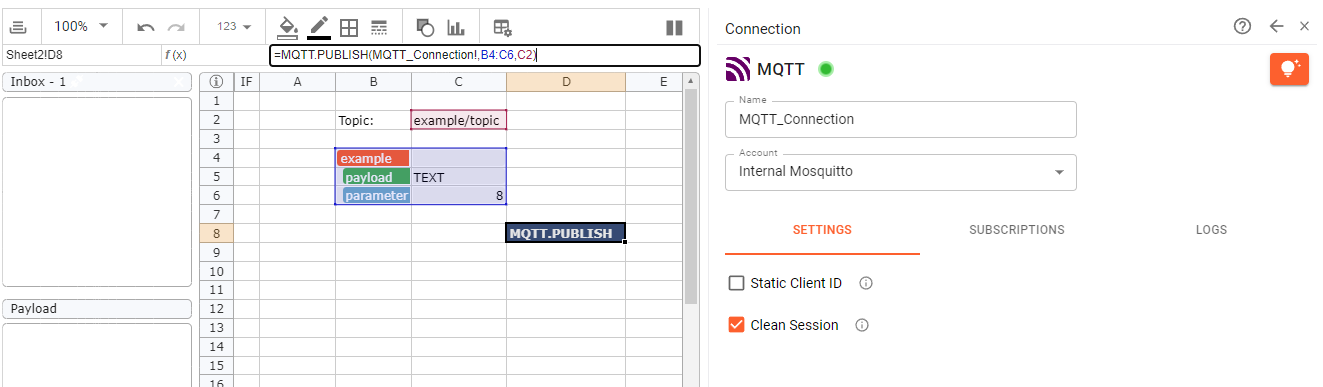 100%
123
Sheet2!D8
f (x)
=MQTT.PUBLISH(MQTT_Connection!,B4:C6,C2)
Inbox - 1
IF A B C D E
1
2 Topic: example/topic
3
4 example
5 payload TEXT
6 parameter 8
7
8 MQTT.PUBLISH
9
10
11
12
13
14
15
Payload
Connection
MQTT
Name
MQTT_Connection
Account
Internal Mosquitto
SETTINGS SUBSCRIPTIONS LOGS
Static Client ID
Clean Session